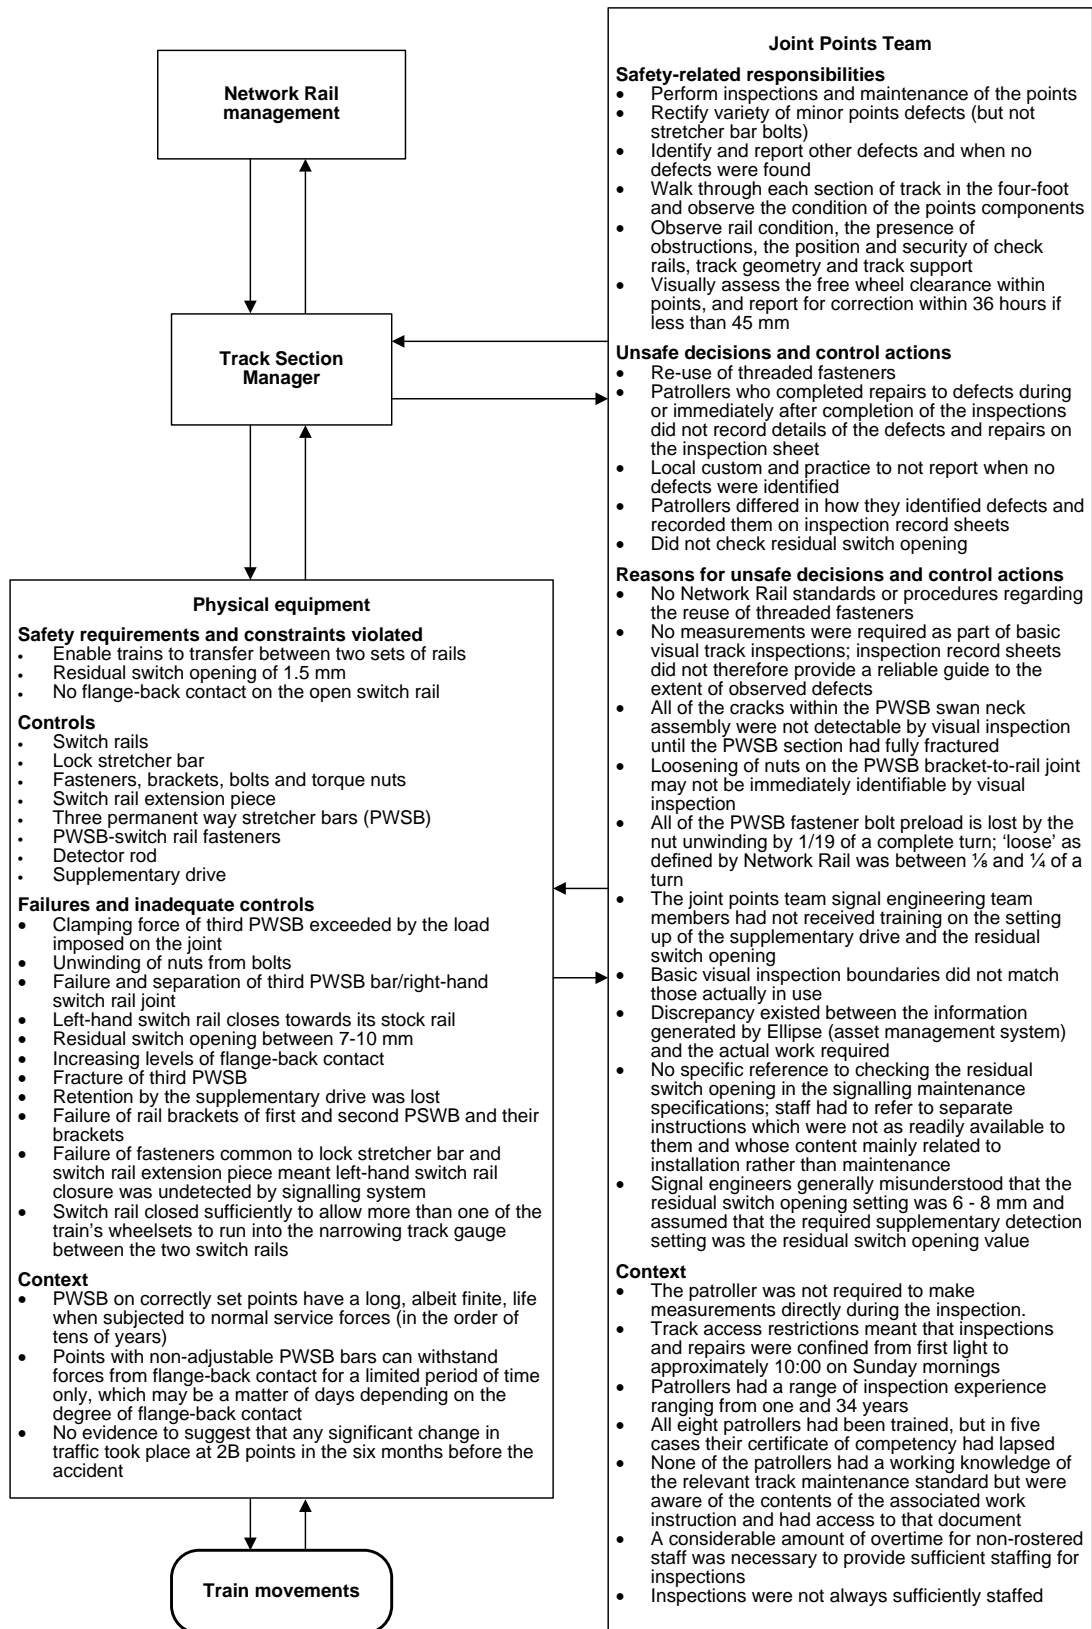 Network Rail
management
Track Section
Manager
Physical equipment
Safety requirements and constraints violated
• Enable trains to transfer between two sets of rails
• Residual switch opening of 1.5 mm
• No flange-back contact on the open switch rail
Controls
• Switch rails
• Lock stretcher bar
• Fasteners, brackets, bolts and torque nuts
• Switch rail extension piece
• Three permanent way stretcher bars (PWSB)
• PWSB-switch rail fasteners
• Detector rod
• Supplementary drive
Failures and inadequate controls
• Clamping force of third PWSB exceeded by the load
imposed on the joint
• Unwinding of nuts from bolts
• Failure and separation of third PWSB bar/right-hand
switch rail joint
• Left-hand switch rail closes towards its stock rail
• Residual switch opening between 7-10 mm
• Increasing levels of flange-back contact
• Fracture of third PWSB
• Retention by the supplementary drive was lost
• Failure of rail brackets of first and second PSWB and their
brackets
• Failure of fasteners common to lock stretcher bar and
switch rail extension piece meant left-hand switch rail
closure was undetected by signalling system
• Switch rail closed sufficiently to allow more than one of the
train's wheelsets to run into the narrowing track gauge
between the two switch rails
Context
• PWSB on correctly set points have a long, albeit finite, life
when subjected to normal service forces (in the order of
tens of years)
• Points with non-adjustable PWSB bars can withstand
forces from flange-back contact for a limited period of time
only, which may be a matter of days depending on the
degree of flange-back contact
• No evidence to suggest that any significant change in
traffic took place at 2B points in the six months before the
accident
Train movements
Joint Points Team
Safety-related responsibilities
• Perform inspections and maintenance of the points
• Rectify variety of minor points defects (but not
stretcher bar bolts)
• Identify and report other defects and when no
defects were found
• Walk through each section of track in the four-foot
and observe the condition of the points components
• Observe rail condition, the presence of
obstructions, the position and security of check
rails, track geometry and track support
• Visually assess the free wheel clearance within
points, and report for correction within 36 hours if
less than 45 mm
Unsafe decisions and control actions
• Re-use of threaded fasteners
• Patrollers who completed repairs to defects during
or immediately after completion of the inspections
did not record details of the defects and repairs on
the inspection sheet
• Local custom and practice to not report when no
defects were identified
• Patrollers differed in how they identified defects and
recorded them on inspection record sheets
• Did not check residual switch opening
Reasons for unsafe decisions and control actions
• No Network Rail standards or procedures regarding
the reuse of threaded fasteners
• No measurements were required as part of basic
visual track inspections; inspection record sheets
did not therefore provide a reliable guide to the
extent of observed defects
• All of the cracks within the PWSB swan neck
assembly were not detectable by visual inspection
until the PWSB section had fully fractured
• Loosening of nuts on the PWSB bracket-to-rail joint
may not be immediately identifiable by visual
inspection
• All of the PWSB fastener bolt preload is lost by the
nut unwinding by 1/19 of a complete turn; 'loose' as
defined by Network Rail was between ⅛ and ¼ of a
turn
• The joint points team signal engineering team
members had not received training on the setting
up of the supplementary drive and the residual
switch opening
• Basic visual inspection boundaries did not match
those actually in use
• Discrepancy existed between the information
generated by Ellipse (asset management system)
and the actual work required
• No specific reference to checking the residual
switch opening in the signalling maintenance
specifications; staff had to refer to separate
instructions which were not as readily available to
them and whose content mainly related to
installation rather than maintenance
• Signal engineers generally misunderstood that the
residual switch opening setting was 6 - 8 mm and
assumed that the required supplementary detection
setting was the residual switch opening value
Context
• The patroller was not required to make
measurements directly during the inspection.
• Track access restrictions meant that inspections
and repairs were confined from first light to
approximately 10:00 on Sunday mornings
• Patrollers had a range of inspection experience
ranging from one and 34 years
• All eight patrollers had been trained, but in five
cases their certificate of competency had lapsed
• None of the patrollers had a working knowledge of
the relevant track maintenance standard but were
aware of the contents of the associated work
instruction and had access to that document
• A considerable amount of overtime for non-rostered
staff was necessary to provide sufficient staffing for
inspections
• Inspections were not always sufficiently staffed